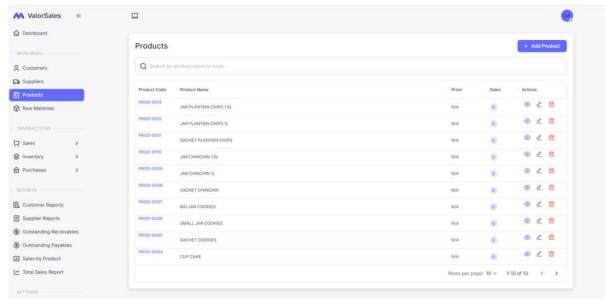 ValorSales
Dashboard
MAIN MENU
Customers
Suppliers
Products
Raw Materials
TRANSACTIONS
Sales
Inventory
Purchases
REPORTS
Customer Reports
Supplier Reports
Outstanding Receivables
Outstanding Payables
Sales by Product
Total Sales Report
SETTINGS
Products
+ Add Product
Search by product name or code...
Product Code Product Name Price Sales Actions
PROD-0013 JAR PLANTAIN CHIPS 1.5L N/A 0
PROD-0012 JAR PLANTAIN CHIPS 1L N/A 0
PROD-0011 SACHET PLANTAIN CHIPS N/A 0
PROD-0010 JAR CHINCHIN 1.5L N/A 0
PROD-0009 JAR CHINCHIN 1L N/A 0
PROD-0008 SACHET CHINCHIN N/A 0
PROD-0007 BIG JAR COOKIES N/A 0
PROD-0006 SMALL JAR COOKIES N/A 0
PROD-0005 SACHET COOKIES N/A 0
PROD-0004 CUP CAKE N/A 0
Rows per page: 10 1-10 of 13